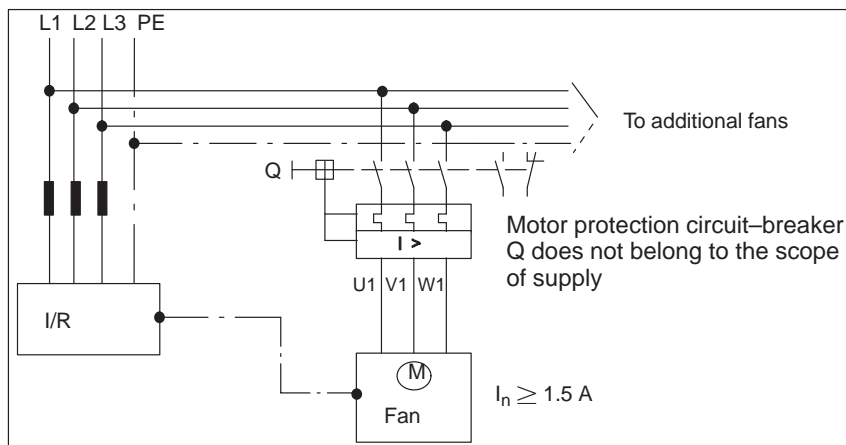 L1 L2 L3 PE
To additional fans
Q
Motor protection circuit–breaker
Q does not belong to the scope
of supply
I >
U1 V1 W1
I/R
M
Fan
In ≥ 1.5 A